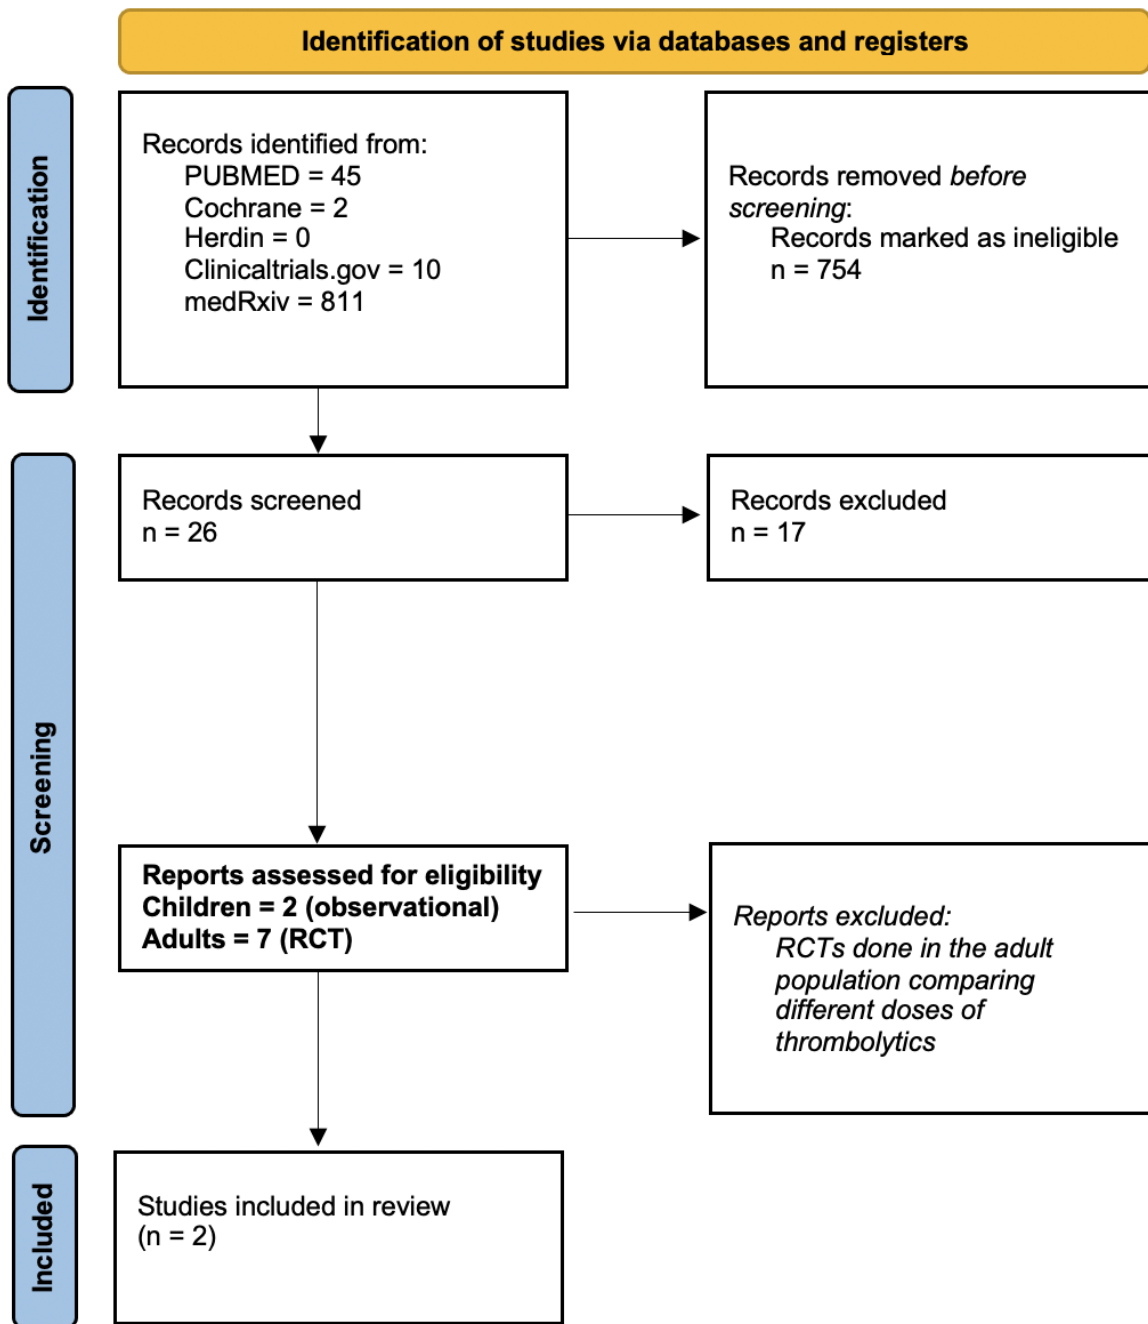 Identification of studies via databases and registers
Identification
Records identified from:
PUBMED = 45
Cochrane = 2
Herdin = 0
Clinicaltrials.gov = 10
medRxiv = 811
Records removed before
screening:
Records marked as ineligible
n = 754
Screening
Records screened
n = 26
Records excluded
n = 17
Reports assessed for eligibility
Children = 2 (observational)
Adults = 7 (RCT)
Reports excluded:
RCTs done in the adult
population comparing
different doses of
thrombolytics
Included
Studies included in review
(n = 2)